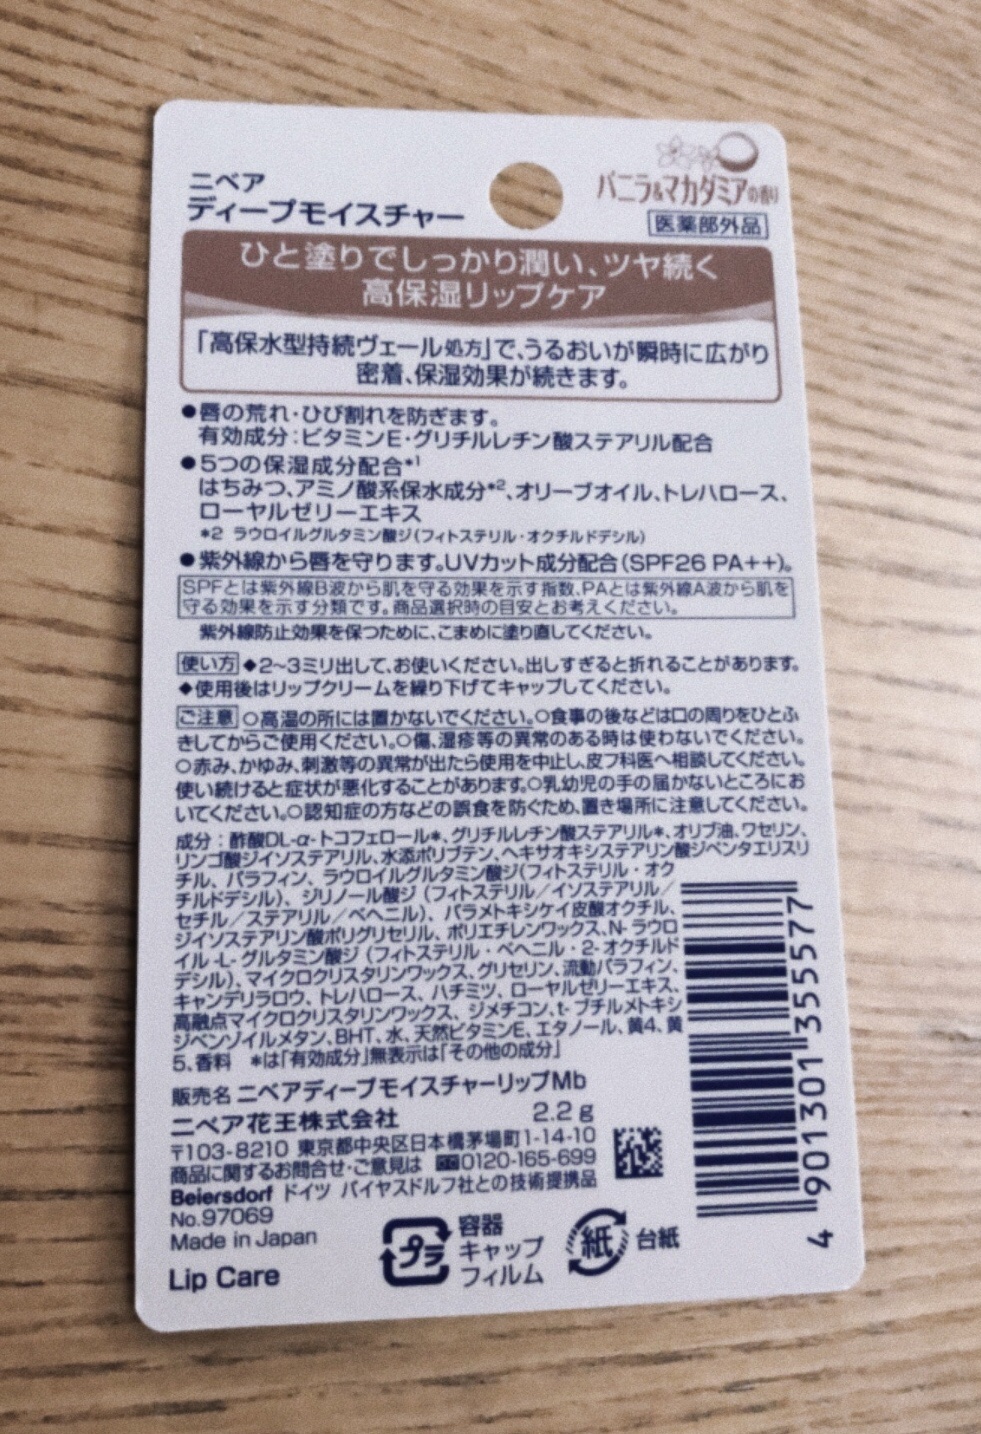 ニベア
ディープモイスチャー
バニラ&マカダミアの香り
医薬部外品
ひと塗りでしっかり潤い、ツヤ続く
高保湿リップケア
「高保水型持続ヴェール処方」で、うるおいが瞬時に広がり
密着、保湿効果が続きます。
●唇の荒れ・ひび割れを防ぎます。
有効成分:ビタミンE・グリチルレチン酸ステアリル配合
●5つの保湿成分配合*1
はちみつ、アミノ酸系保水成分*2、オリーブオイル、トレハロース、
ローヤルゼリーエキス
*2 ラウロイルグルタミン酸ジ(フィトステリル・オクチルドデシル)
●紫外線から唇を守ります。UVカット成分配合(SPF26 PA++)。
SPFとは紫外線B波から肌を守る効果を示す指数、PAとは紫外線A波から肌を
守る効果を示す分類です。商品選択時の目安とお考えください。
紫外線防止効果を保つために、こまめに塗り直してください。
使い方 ◆2~3ミリ出して、お使いください。出しすぎると折れることがあります。
◆使用後はリップクリームを繰り下げてキャップしてください。
ご注意 ○高温の所には置かないでください。○食事の後などは口の周りをひとふ
きしてからご使用ください。○傷、湿疹等の異常のある時は使わないでください。
○赤み、かゆみ、刺激等の異常が出たら使用を中止し、皮フ科医へ相談してください。
使い続けると症状が悪化することがあります。○乳幼児の手の届かないところにお
いてください。○認知症の方などの誤食を防ぐため、置き場所に注意してください。
成分:酢酸DL-α-トコフェロール*、グリチルレチン酸ステアリル*、オリブ油、ワセリン、
リンゴ酸ジイソステアリル、水添ポリブテン、ヘキサオキシステアリン酸ジペンタエリスリ
チル、パラフィン、ラウロイルグルタミン酸ジ(フィトステリル・オク
チルドデシル)、ジリノール酸ジ(フィトステリル/イソステアリル/
セチル/ステアリル/ベヘニル)、パラメトキシケイ皮酸オクチル、
ジイソステアリン酸ポリグリセリル、ポリエチレンワックス、N-ラウロ
イル-L-グルタミン酸ジ(フィトステリル・ベヘニル・2-オクチルド
デシル)、マイクロクリスタリンワックス、グリセリン、流動パラフィン、
キャンデリラロウ、トレハロース、ハチミツ、ローヤルゼリーエキス、
高融点マイクロクリスタリンワックス、ジメチコン、t-ブチルメトキシ
ジベンゾイルメタン、BHT、水、天然ビタミンE、エタノール、黄4、黄
5、香料 *は「有効成分」無表示は「その他の成分」
販売名 ニベアディープモイスチャーリップMb
ニベア花王株式会社 2.2g
〒103-8210 東京都中央区日本橋茅場町1-14-10
商品に関するお問合せ・ご意見は 0120-165-699
Beiersdorf ドイツ バイヤスドルフ社との技術提携品
No.97069
Made in Japan
Lip Care
プラ
容器
キャップ
フィルム
紙 台紙
4 901301 355577